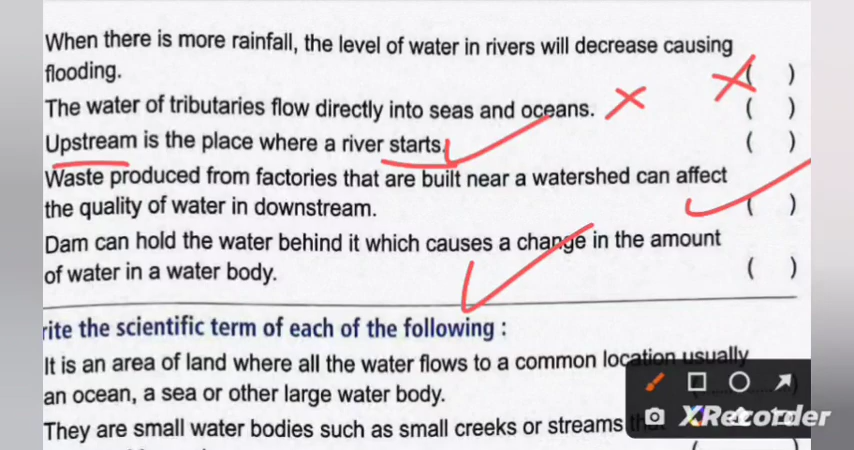 When there is more rainfall, the level of water in rivers will decrease causing
flooding. ( )
The water of tributaries flow directly into seas and oceans. ( )
Upstream is the place where a river starts. ( )
Waste produced from factories that are built near a watershed can affect
the quality of water in downstream. ( )
Dam can hold the water behind it which causes a change in the amount
of water in a water body. ( )
rite the scientific term of each of the following :
It is an area of land where all the water flows to a common location usually
an ocean, a sea or other large water body.
They are small water bodies such as small creeks or streams
XRecorder